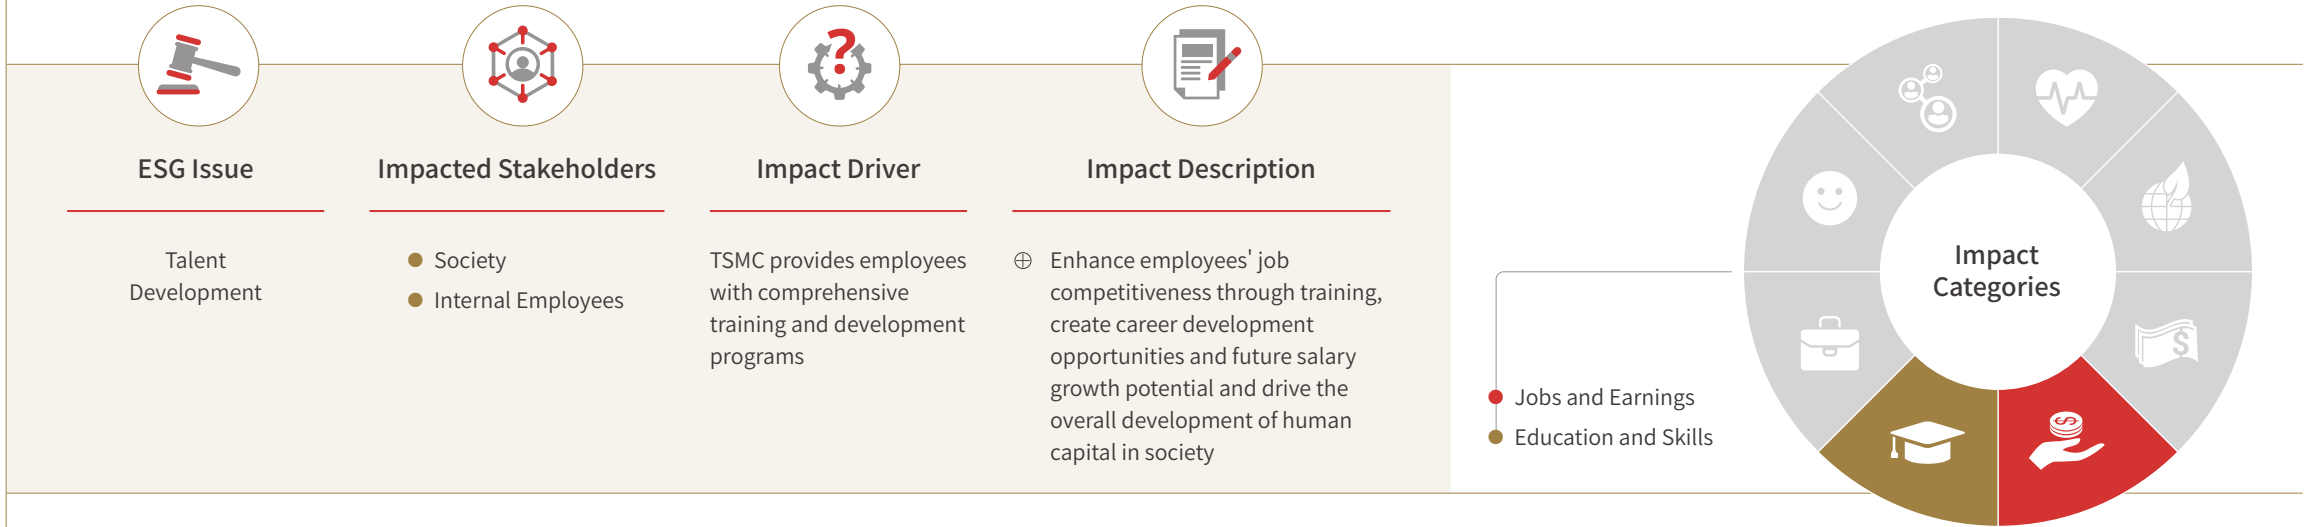 ESG Issue
Talent
Development
Impacted Stakeholders
Society
Internal Employees
Impact Driver
TSMC provides employees
with comprehensive
training and development
programs
Impact Description
⊕ Enhance employees' job
competitiveness through training,
create career development
opportunities and future salary
growth potential and drive the
overall development of human
capital in society
Jobs and Earnings
Education and Skills
Impact
Categories